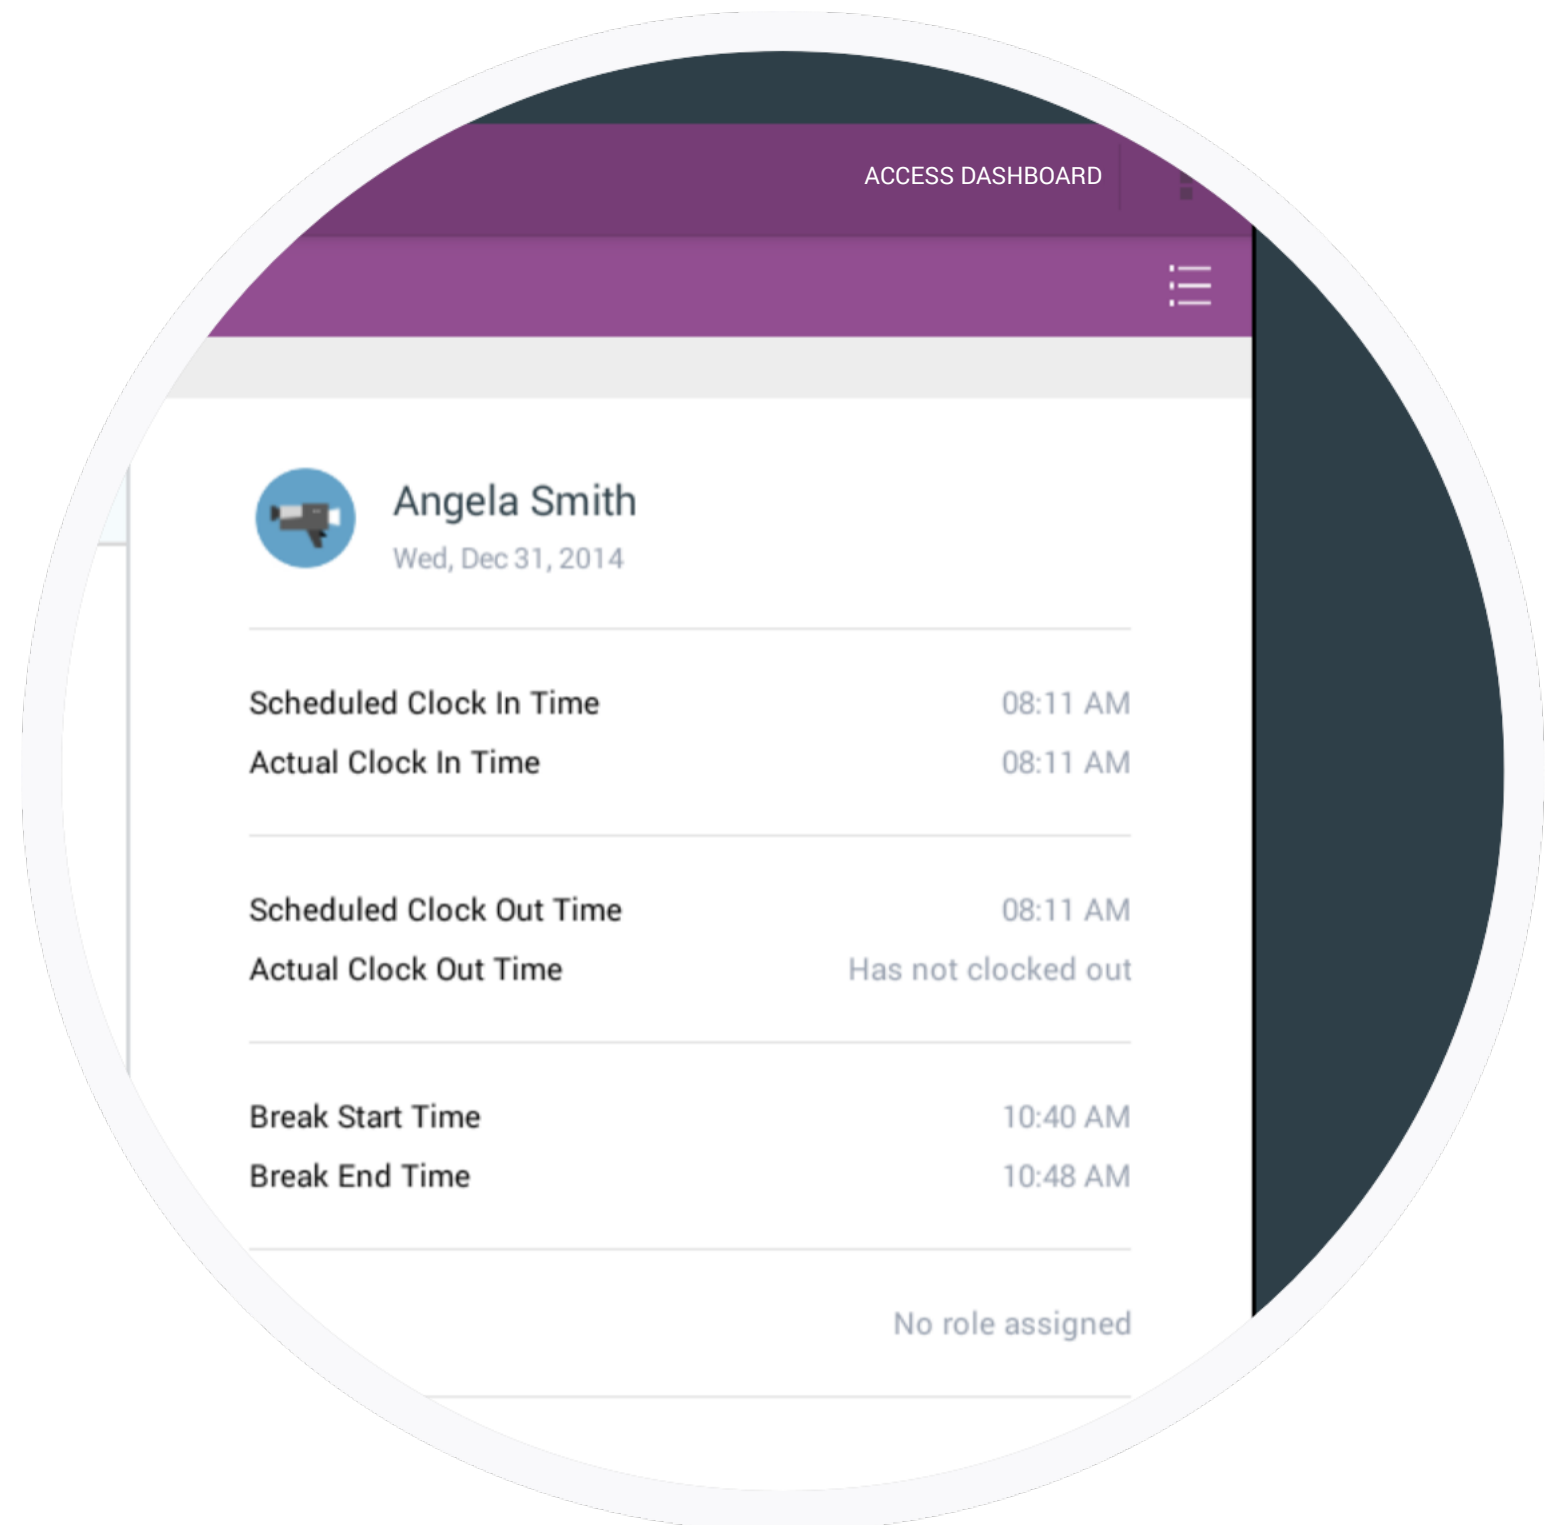 ACCESS DASHBOARD
Angela Smith
Wed, Dec 31, 2014
Scheduled Clock In Time 08:11 AM
Actual Clock In Time 08:11 AM
Scheduled Clock Out Time 08:11 AM
Actual Clock Out Time Has not clocked out
Break Start Time 10:40 AM
Break End Time 10:48 AM
No role assigned